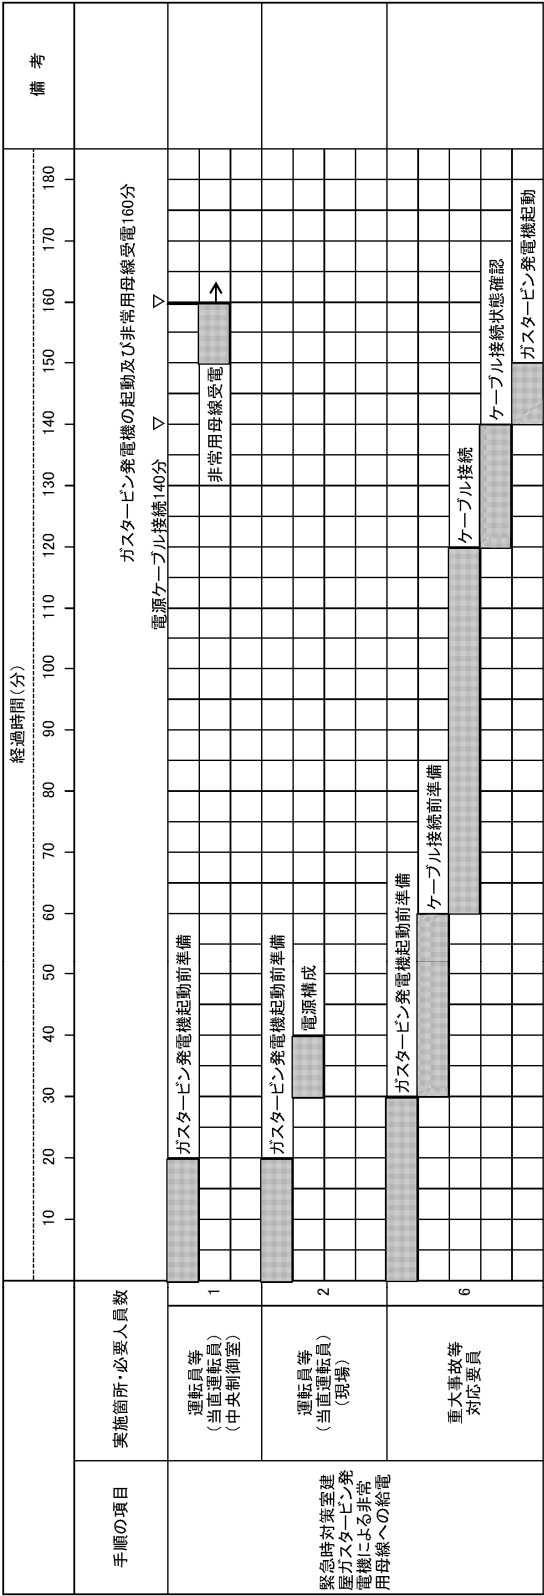 経過時間（分）
備 考
手順の項目
実施箇所・必要人員数
10 20 30 40 50 60 70 80 90 100 110 120 130 140 150 160 170 180
ガスタービン発電機の起動及び非常用母線受電160分
▽
電源ケーブル接続140分
▽
緊急時対策室建
屋ガスタービン発
電機による非常
用母線への給電
運転員等
（当直運転員）
（中央制御室）
1
ガスタービン発電機起動前準備
非常用母線受電
→
運転員等
（当直運転員）
（現場）
2
ガスタービン発電機起動前準備
電源構成
重大事故等
対応要員
6
ガスタービン発電機起動前準備
ケーブル接続前準備
ケーブル接続
ケーブル接続状態確認
ガスタービン発電機起動